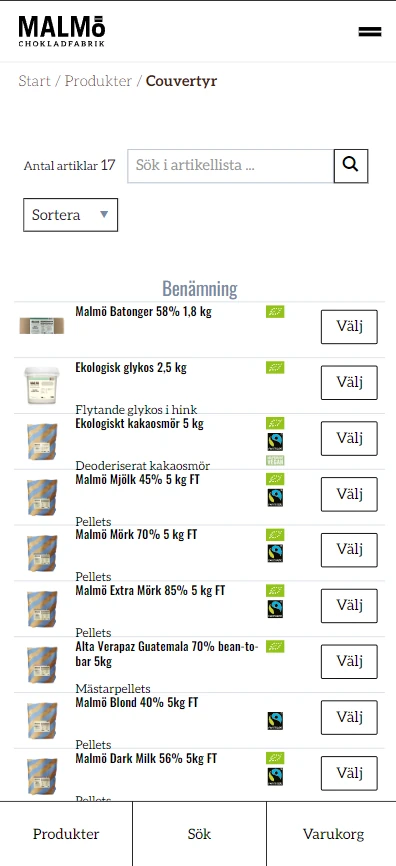 MALMÖ
CHOKLADFABRIK
Start / Produkter / Couvertyr
Antal artiklar 17
Sök i artikellista ...
Sortera
Benämning
Malmö Batonger 58% 1,8 kg
Välj
Ekologisk glykos 2,5 kg
Välj
Flytande glykos i hink
Ekologiskt kakaosmör 5 kg
Välj
Deoderiserat kakaosmör
Malmö Mjölk 45% 5 kg FT
Välj
Pellets
Malmö Mörk 70% 5 kg FT
Välj
Pellets
Malmö Extra Mörk 85% 5 kg FT
Välj
Pellets
Alta Verapaz Guatemala 70% bean-to-
bar 5kg
Välj
Mästarpellets
Malmö Blond 40% 5kg FT
Välj
Pellets
Malmö Dark Milk 56% 5kg FT
Välj
Pellets
Produkter
Sök
Varukorg